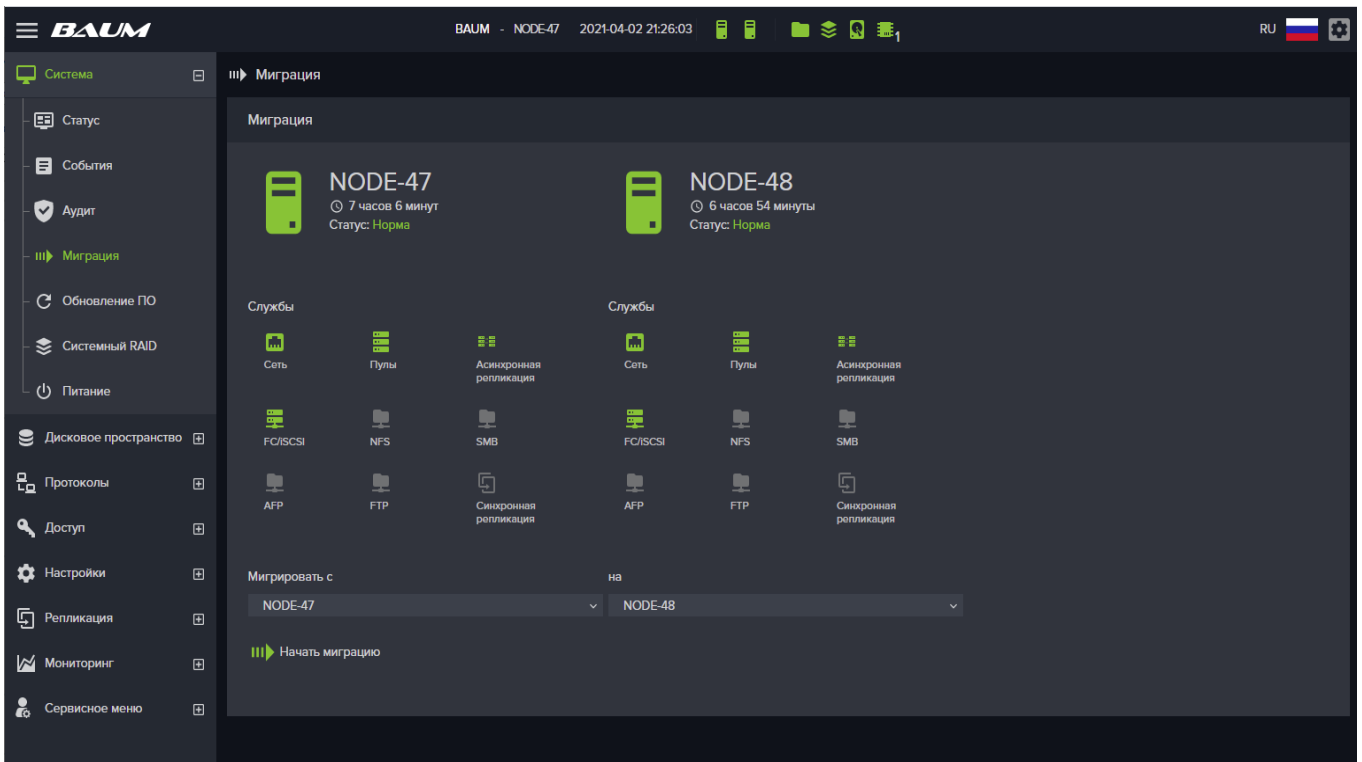 BAUM
BAUM - NODE-47 2021-04-02 21:26:03
1
RU
Система
Статус
События
Аудит
Миграция
Обновление ПО
Системный RAID
Питание
Дисковое пространство
Протоколы
Доступ
Настройки
Репликация
Мониторинг
Сервисное меню
Миграция
Миграция
NODE-47
7 часов 6 минут
Статус: Норма
NODE-48
6 часов 54 минуты
Статус: Норма
Службы
Сеть
Пулы
Асинхронная
репликация
FC/iSCSI
NFS
SMB
AFP
FTP
Синхронная
репликация
Службы
Сеть
Пулы
Асинхронная
репликация
FC/iSCSI
NFS
SMB
AFP
FTP
Синхронная
репликация
Мигрировать с
NODE-47
на
NODE-48
Начать миграцию